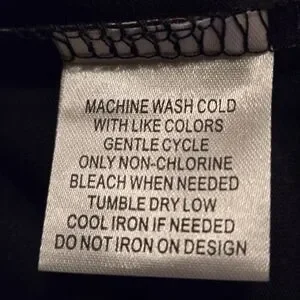 MACHINE WASH COLD
WITH LIKE COLORS
GENTLE CYCLE
ONLY NON-CHLORINE
BLEACH WHEN NEEDED
TUMBLE DRY LOW
COOL IRON IF NEEDED
DO NOT IRON ON DESIGN